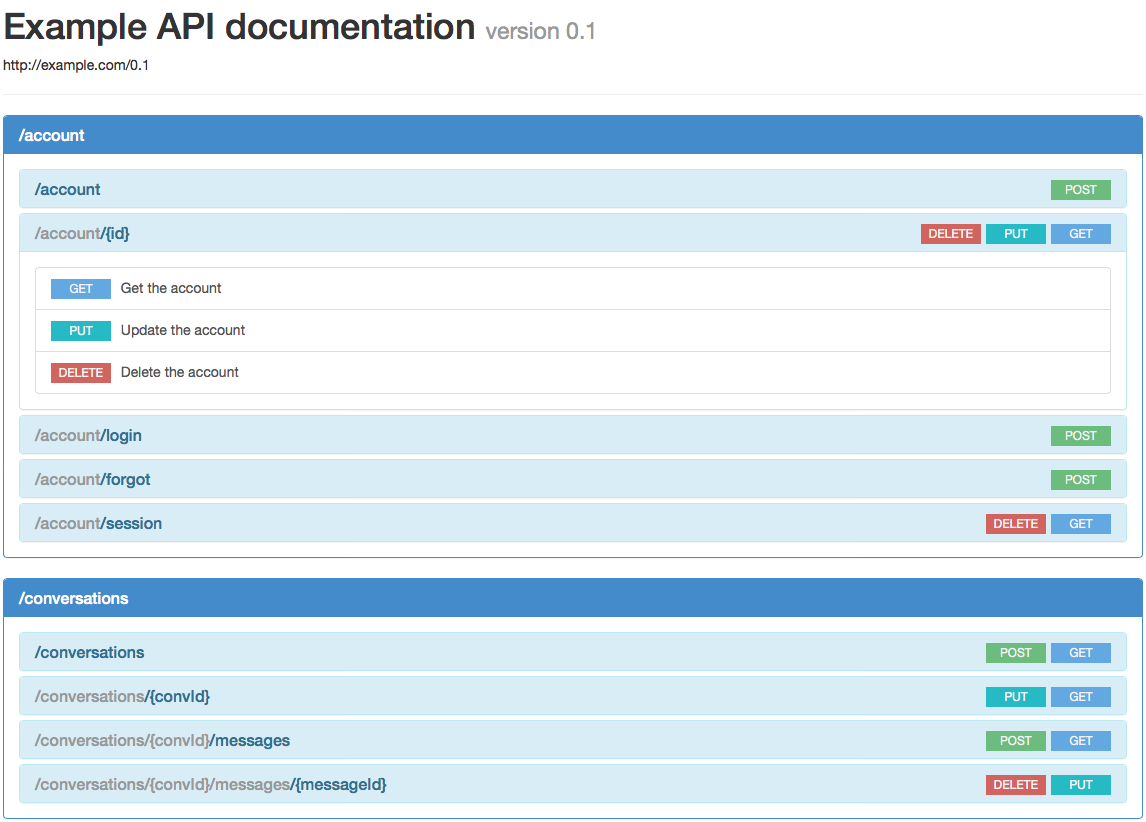 Example API documentation version 0.1
http://example.com/0.1
/account
/account POST
/account/{id} DELETE PUT GET
GET Get the account
PUT Update the account
DELETE Delete the account
/account/login POST
/account/forgot POST
/account/session DELETE GET
/conversations
/conversations POST GET
/conversations/{convId} PUT GET
/conversations/{convId}/messages POST GET
/conversations/{convId}/messages/{messageId} DELETE PUT